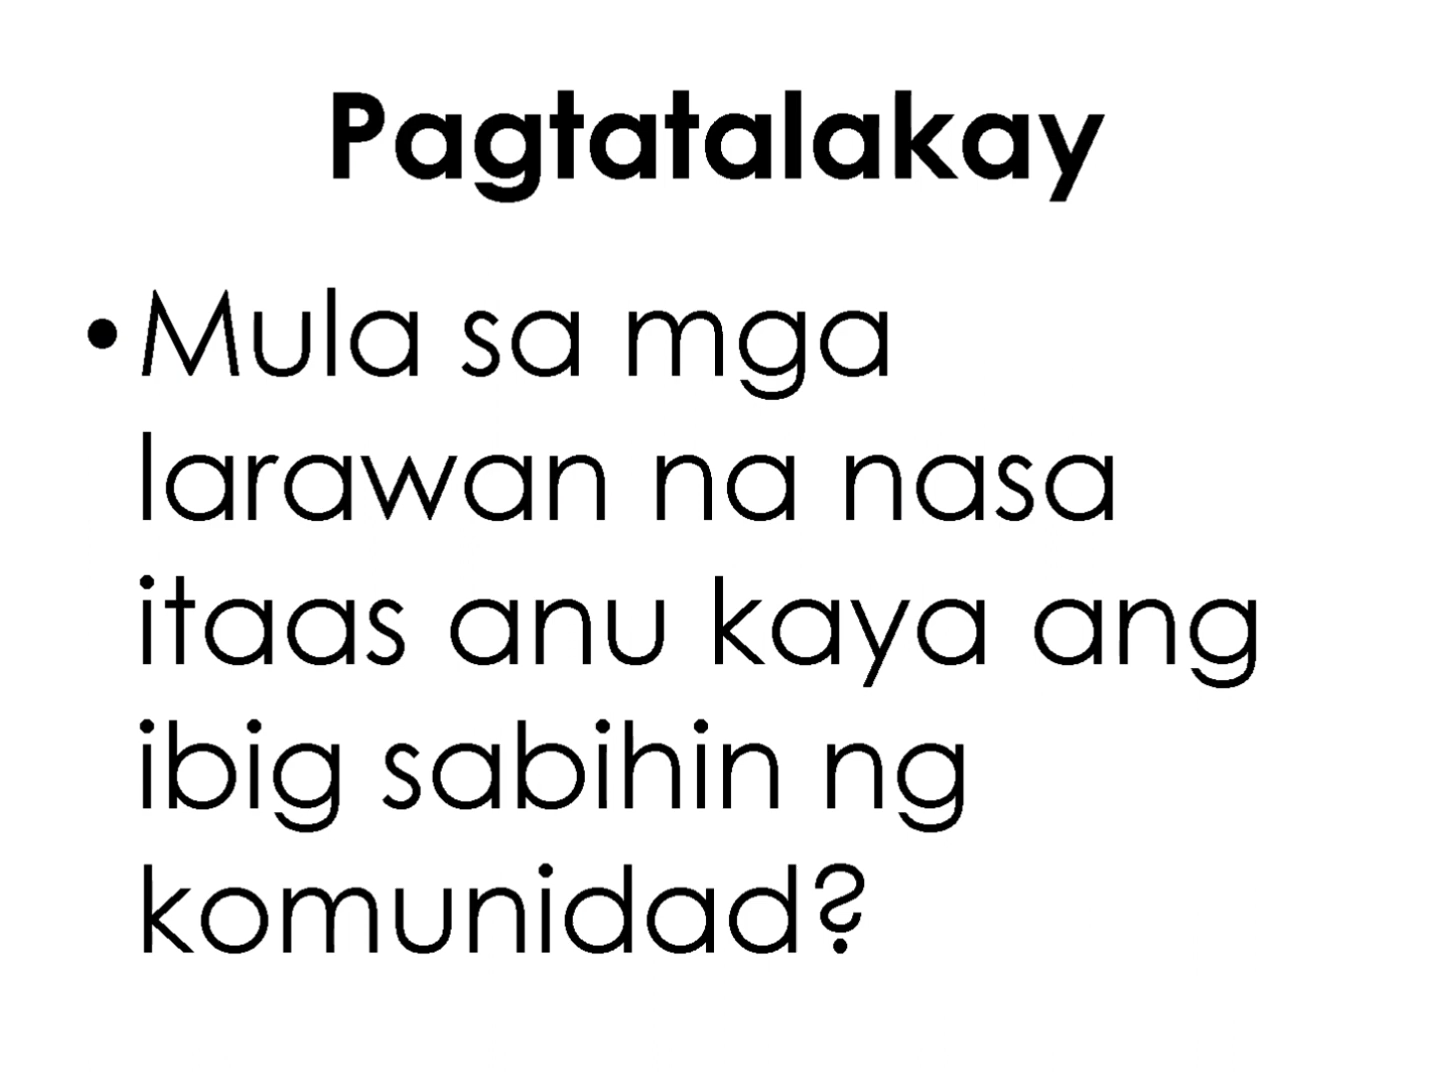 Pagtatalakay
• Mula sa mga
larawan na nasa
itaas anu kaya ang
ibig sabihin ng
komunidad?